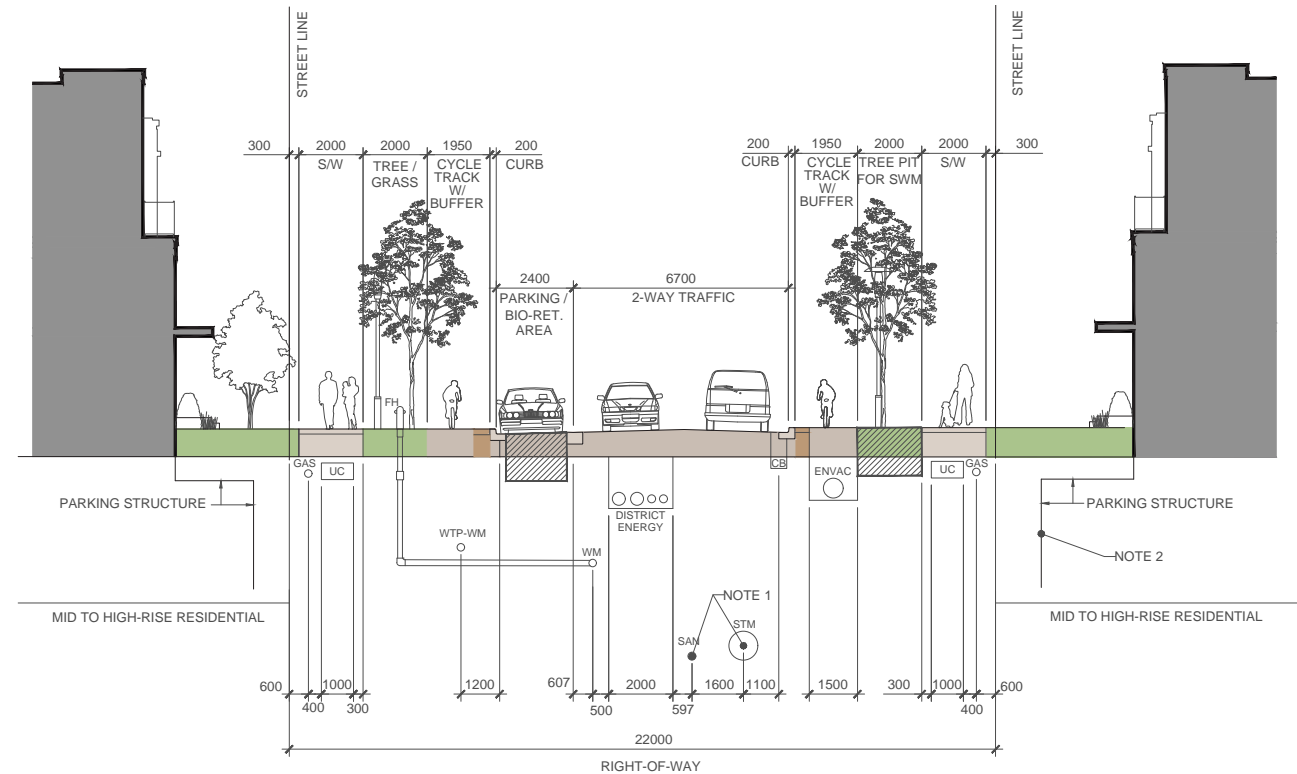 STREET LINE
STREET LINE
300
2000
2000
1950
200
200
1950
2000
2000
300
S/W
TREE /
GRASS
CYCLE
TRACK
W/
BUFFER
CURB
CURB
CYCLE
TRACK
W/
BUFFER
TREE PIT
FOR SWM
S/W
2400
6700
PARKING /
BIO-RET.
AREA
2-WAY TRAFFIC
FH
GAS
UC
CB
ENVAC
UC
GAS
PARKING STRUCTURE
DISTRICT
ENERGY
PARKING STRUCTURE
WTP-WM
WM
NOTE 2
NOTE 1
SAN
STM
MID TO HIGH-RISE RESIDENTIAL
MID TO HIGH-RISE RESIDENTIAL
600
400
1000
300
1200
607
500
2000
597
1600
1100
1500
300
1000
400
600
22000
RIGHT-OF-WAY